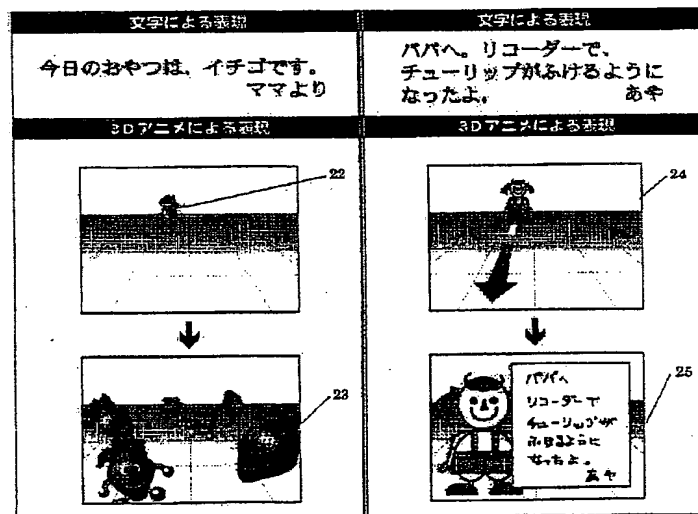 文字による表現
今日のおやつは、イチゴです。
ママより
3Dアニメによる表現
22
23
文字による表現
パパへ。リコーダーで、
チューリップがふけるように
なったよ。 あや
3Dアニメによる表現
24
25
パパへ
リコーダーで
チューリップが
ふけるように
なったよ。
あや